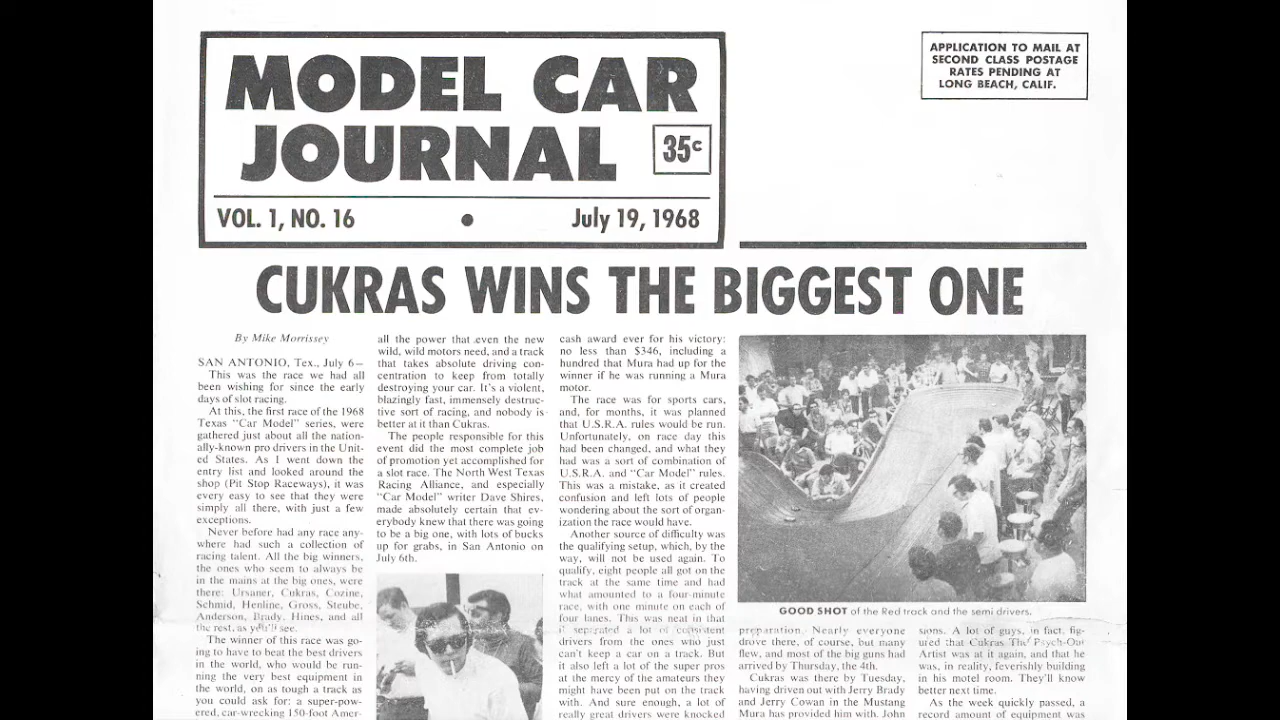 MODEL CAR
JOURNAL
35c
VOL. 1, NO. 16 • July 19, 1968
APPLICATION TO MAIL AT
SECOND CLASS POSTAGE
RATES PENDING AT
LONG BEACH, CALIF.
CUKRAS WINS THE BIGGEST ONE
By Mike Morrissey
SAN ANTONIO, Tex., July 6—
This was the race we had all
been wishing for since the early
days of slot racing.
At this, the first race of the 1968
Texas "Car Model" series, were
gathered just about all the nation-
ally-known pro drivers in the Unit-
ed States. As I went down the
entry list and looked around the
shop (Pit Stop Raceways), it was
every easy to see that they were
simply all there, with just a few
exceptions.
Never before had any race any-
where had such a collection of
racing talent. All the big winners,
the ones who seem to always be
in the mains at the big ones, were
there: Ursaner, Cukras, Cozine,
Schmid, Henline, Gross, Steube,
Anderson, Brady, Hines, and all
the rest, as you'll see.
The winner of this race was go-
ing to have to beat the best drivers
in the world, who would be run-
ning the very best equipment in
the world, on as tough a track as
you could ask for: a super-pow-
ered, car-wrecking 150-foot Amer-
all the power that even the new
wild, wild motors need, and a track
that takes absolute driving con-
centration to keep from totally
destroying your car. It's a violent,
blazingly fast, immensely destruc-
tive sort of racing, and nobody is
better at it than Cukras.
The people responsible for this
event did the most complete job
of promotion yet accomplished for
a slot race. The North West Texas
Racing Alliance, and especially
"Car Model" writer Dave Shires,
made absolutely certain that ev-
erybody knew that there was going
to be a big one, with lots of bucks
up for grabs, in San Antonio on
July 6th.
cash award ever for his victory:
no less than $346, including a
hundred that Mura had up for the
winner if he was running a Mura
motor.
The race was for sports cars,
and, for months, it was planned
that U.S.R.A. rules would be run.
Unfortunately, on race day this
had been changed, and what they
had was a sort of combination of
U.S.R.A. and "Car Model" rules.
This was a mistake, as it created
confusion and left lots of people
wondering about the sort of organ-
ization the race would have.
Another source of difficulty was
the qualifying setup, which, by the
way, will not be used again. To
qualify, eight people all got on the
track at the same time and had
what amounted to a four-minute
race, with one minute on each of
four lanes. This was neat in that
it separated a lot of consistent
drivers from the ones who just
can't keep a car on a track. But
it also left a lot of the super pros
at the mercy of the amateurs they
might have been put on the track
with. And sure enough, a lot of
really great drivers were knocked
GOOD SHOT of the Red track and the semi drivers.
preparation. Nearly everyone
drove there, of course, but many
flew, and most of the big guns had
arrived by Thursday, the 4th.
Cukras was there by Tuesday,
having driven out with Jerry Brady
and Jerry Cowan in the Mustang
Mura has provided him with. John
sions. A lot of guys, in fact, fig-
ured that Cukras The Psych-Out
Artist was at it again, and that he
was, in reality, feverishly building
in his motel room. They'll know
better next time.
As the week quickly passed, a
record amount of equipment was